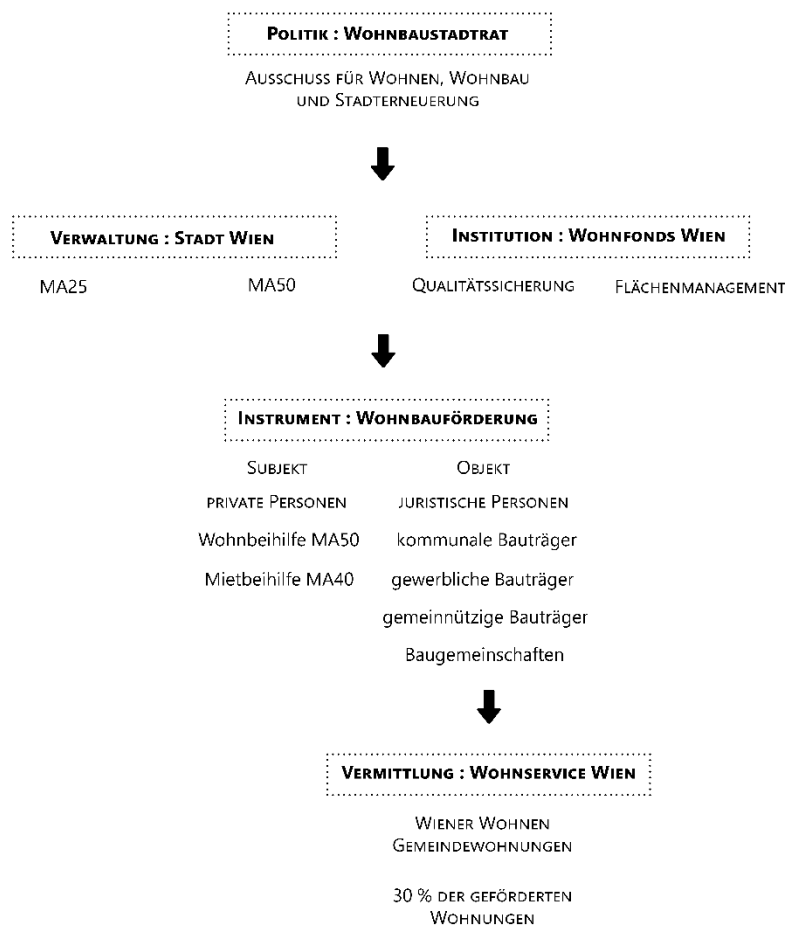 Politik : Wohnbaustadtrat
Ausschuss für Wohnen, Wohnbau
und Stadterneuerung
Verwaltung : Stadt Wien
Institution : Wohnfonds Wien
MA25
MA50
Qualitätssicherung
Flächenmanagement
Instrument : Wohnbauförderung
Subjekt
Objekt
private Personen
juristische Personen
Wohnbeihilfe MA50
kommunale Bauträger
Mietbeihilfe MA40
gewerbliche Bauträger
gemeinnützige Bauträger
Baugemeinschaften
Vermittlung : Wohnservice Wien
Wiener Wohnen
Gemeindewohnungen
30 % der geförderten
Wohnungen